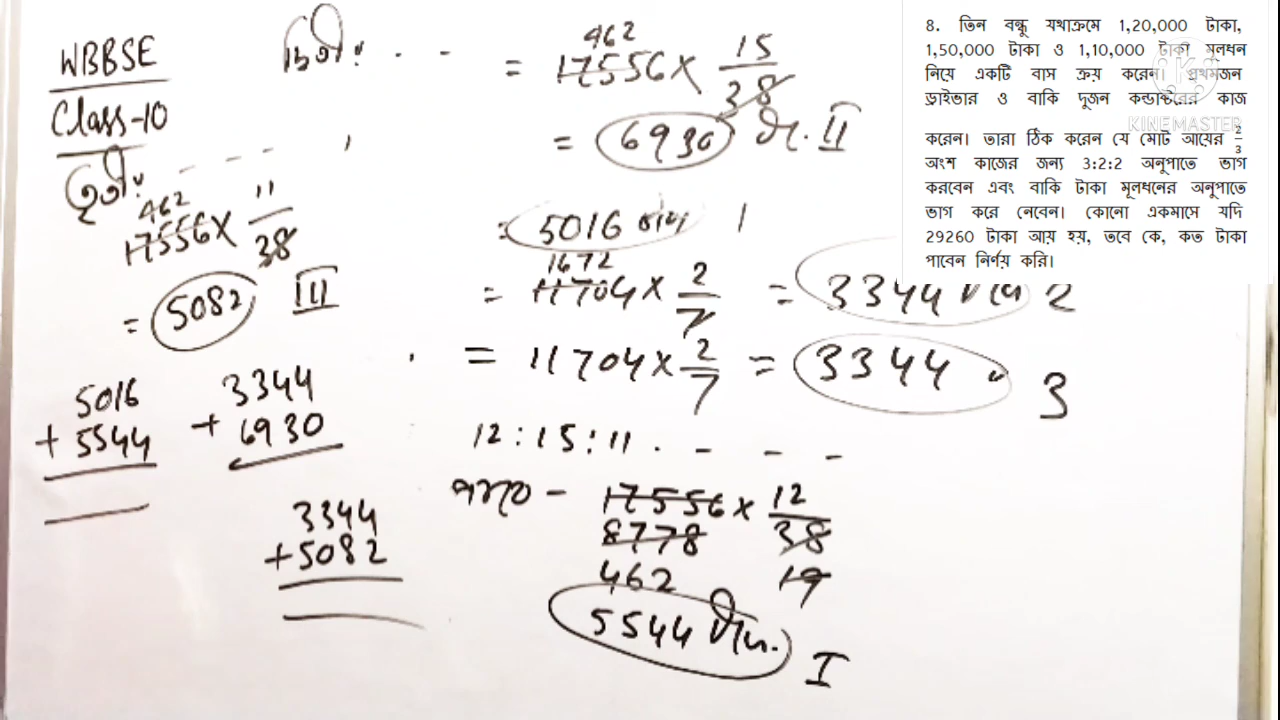 WBBSE
Class-10
তৃতী: - - - - ,
462
17556 × 11/38
= 5082 III
5016
+ 5544
3344
+ 6930
3344
+ 5082
দ্বিতী: . . -
462
= 17556 × 15/38
= 6930 II
= 5016 টাকা 1
1672
= 11704 × 2/7 = 3344 2
. = 11704 × 2/7 = 3344 " 3
12 : 15 : 11 . - - -
17556 × 12/38
8778 38
462 19
5544 I
8. তিন বন্ধু যথাক্রমে 1,20,000 টাকা,
1,50,000 টাকা ও 1,10,000 টাকা মূলধন
নিয়ে একটি বাস ক্রয় করেন। প্রথমজন
ড্রাইভার ও বাকি দুজন কন্ডাক্টরের কাজ
করেন। তারা ঠিক করেন যে মোট আয়ের 2/3
অংশ কাজের জন্য 3:2:2 অনুপাতে ভাগ
করবেন এবং বাকি টাকা মূলধনের অনুপাতে
ভাগ করে নেবেন। কোনো একমাসে যদি
29260 টাকা আয় হয়, তবে কে, কত টাকা
পাবেন নির্ণয় করি।
KINEMASTER